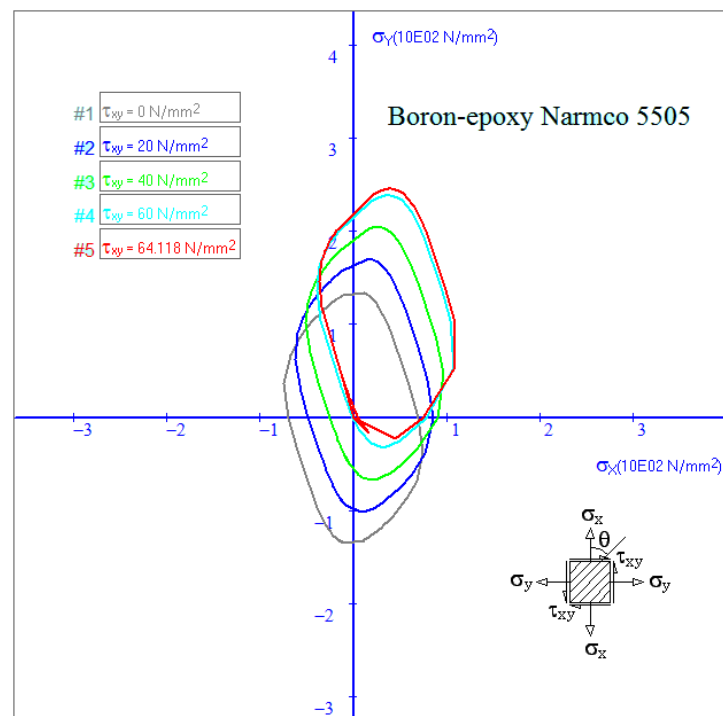 σY(10E02 N/mm²)
4
#1 τxy = 0 N/mm²
Boron-epoxy Narmco 5505
#2 τxy = 20 N/mm²
3
#3 τxy = 40 N/mm²
#4 τxy = 60 N/mm²
#5 τxy = 64.118 N/mm²
2
1
−3 −2 −1 1 2 3
σX(10E02 N/mm²)
−1
σx
θ
τxy
σy σy
−2
τxy
σx
−3